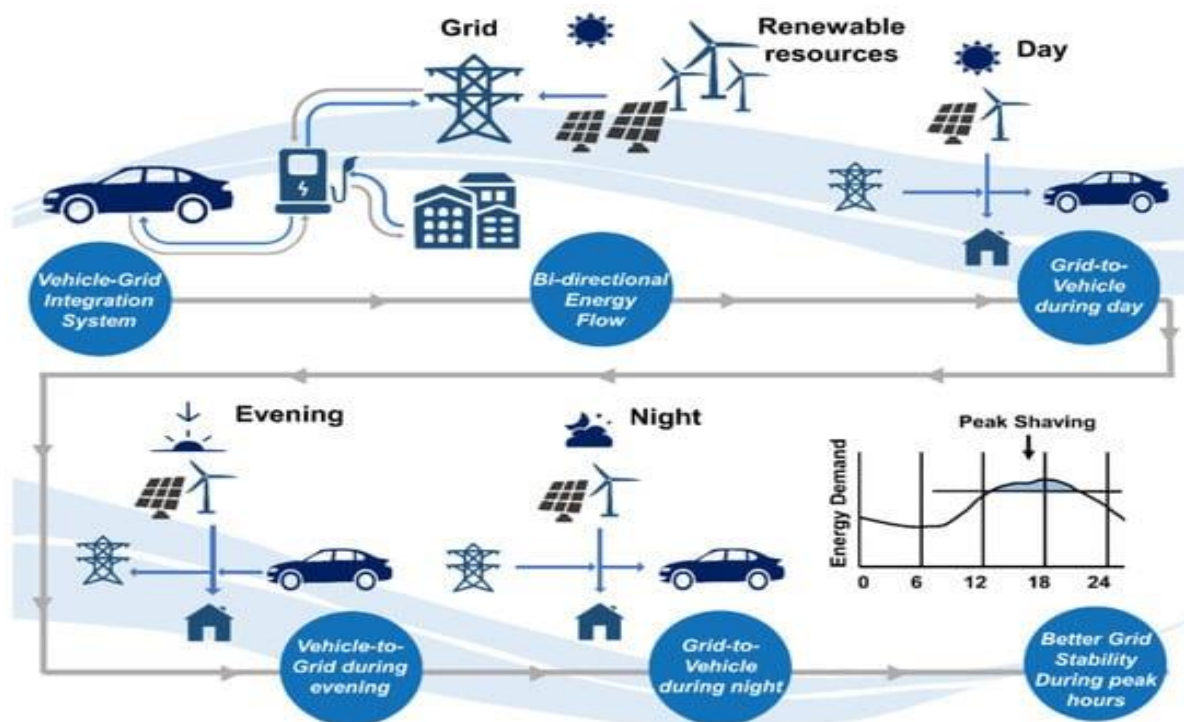 Grid
Renewable
resources
Day
Vehicle-Grid
Integration
System
Bi-directional
Energy
Flow
Grid-to-
Vehicle
during day
Evening
Night
Peak Shaving
Energy Demand
0 6 12 18 24
Vehicle-to-
Grid during
evening
Grid-to-
Vehicle
during night
Better Grid
Stability
During peak
hours